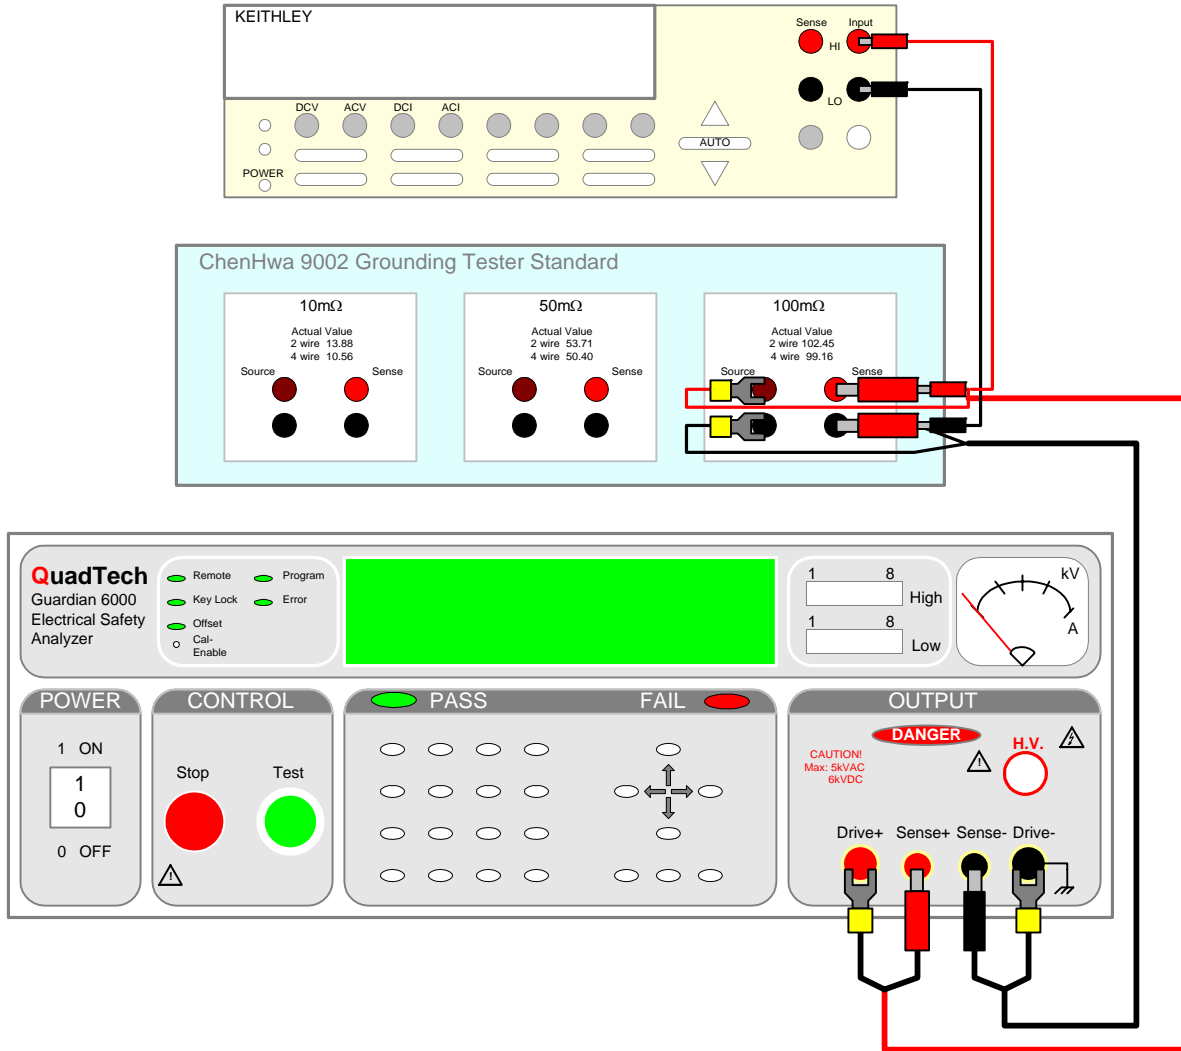 KEITHLEY
Sense Input
HI
LO
DCV ACV DCI ACI
AUTO
POWER
ChenHwa 9002 Grounding Tester Standard
10mΩ
Actual Value
2 wire 13.88
4 wire 10.56
Source Sense
50mΩ
Actual Value
2 wire 53.71
4 wire 50.40
Source Sense
100mΩ
Actual Value
2 wire 102.45
4 wire 99.16
Source Sense
QuadTech
Guardian 6000
Electrical Safety
Analyzer
Remote Program
Key Lock Error
Offset
Cal-
Enable
1 8
High
1 8
Low
kV
A
POWER
1 ON
1
0
0 OFF
CONTROL
Stop Test
!
PASS FAIL
OUTPUT
DANGER
CAUTION!
Max: 5kVAC
6kVDC
!
H.V.
Drive+ Sense+ Sense- Drive-